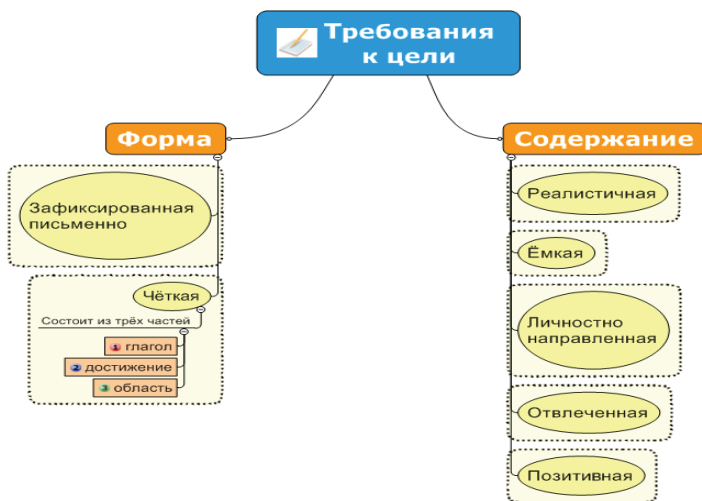 Требования
к цели
Форма
Зафиксированная
письменно
Чёткая
Состоит из трёх частей
1 глагол
2 достижение
3 область
Содержание
Реалистичная
Ёмкая
Личностно
направленная
Отвлеченная
Позитивная